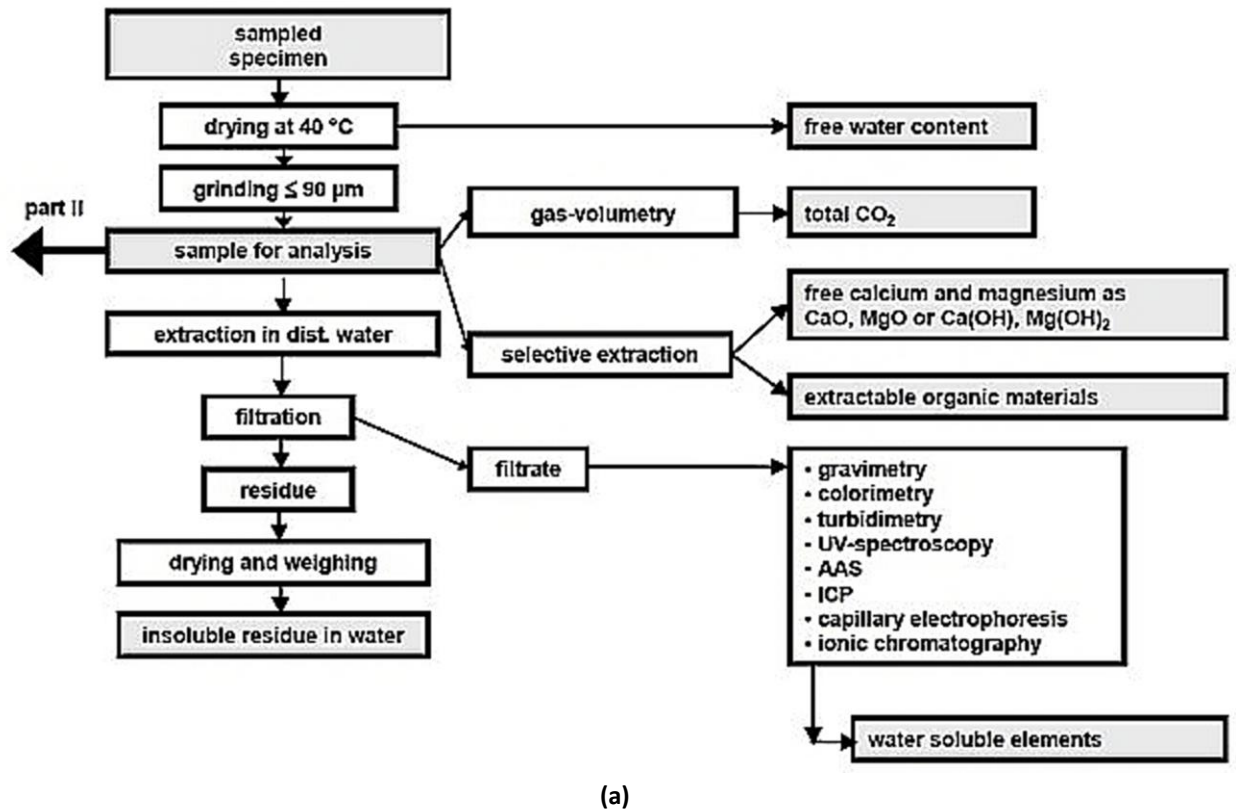 sampled
specimen
drying at 40 °C
free water content
grinding ≤ 90 µm
part II
gas-volumetry
total CO₂
sample for analysis
free calcium and magnesium as
CaO, MgO or Ca(OH), Mg(OH)₂
extraction in dist. water
selective extraction
extractable organic materials
filtration
filtrate
• gravimetry
• colorimetry
• turbidimetry
• UV-spectroscopy
• AAS
• ICP
• capillary electrophoresis
• ionic chromatography
residue
drying and weighing
insoluble residue in water
water soluble elements
(a)